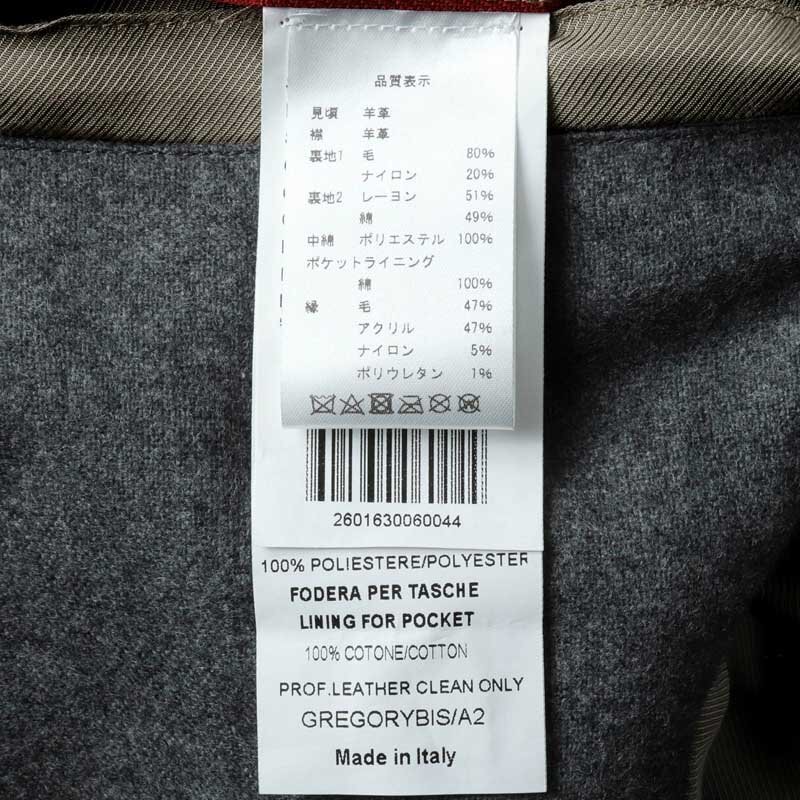 品質表示
見頃 羊革
襟 羊革
裏地1 毛 80%
ナイロン 20%
裏地2 レーヨン 51%
綿 49%
中綿 ポリエステル 100%
ポケットライニング
綿 100%
縁 毛 47%
アクリル 47%
ナイロン 5%
ポリウレタン 1%
2601630060044
100% POLIESTERE/POLYESTER
FODERA PER TASCHE
LINING FOR POCKET
100% COTONE/COTTON
PROF.LEATHER CLEAN ONLY
GREGORYBIS/A2
Made in Italy